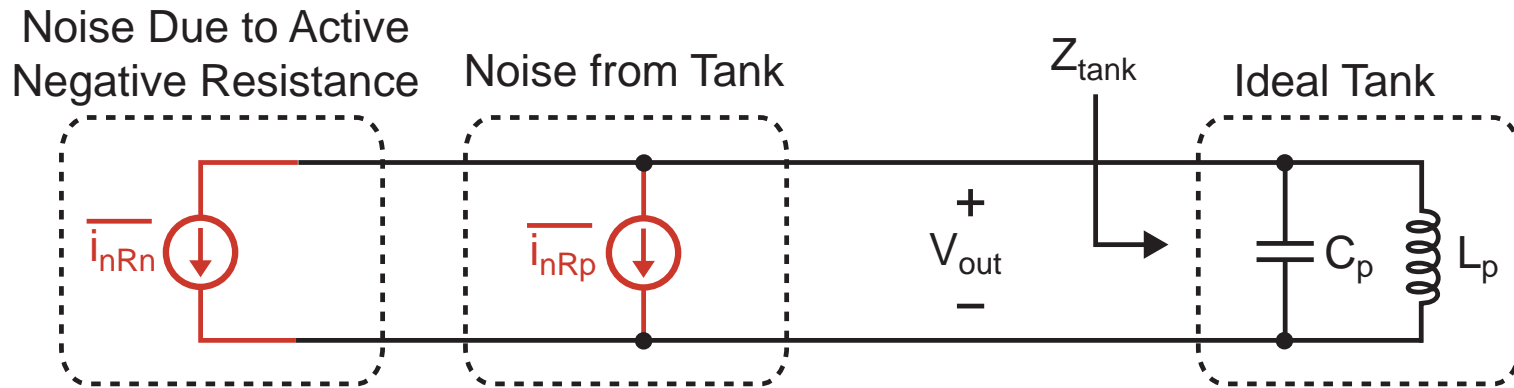 Noise Due to Active
Negative Resistance
Noise from Tank
Z_tank
Ideal Tank
i_nRn
i_nRp
+
V_out
−
C_p
L_p